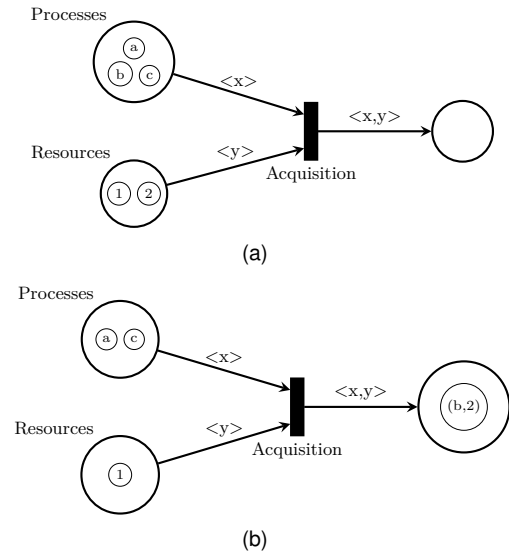 Processes
a
b
c
<x>
<x,y>
Resources
<y>
1
2
Acquisition
(a)
Processes
a
c
<x>
<x,y>
(b,2)
Resources
<y>
Acquisition
1
(b)